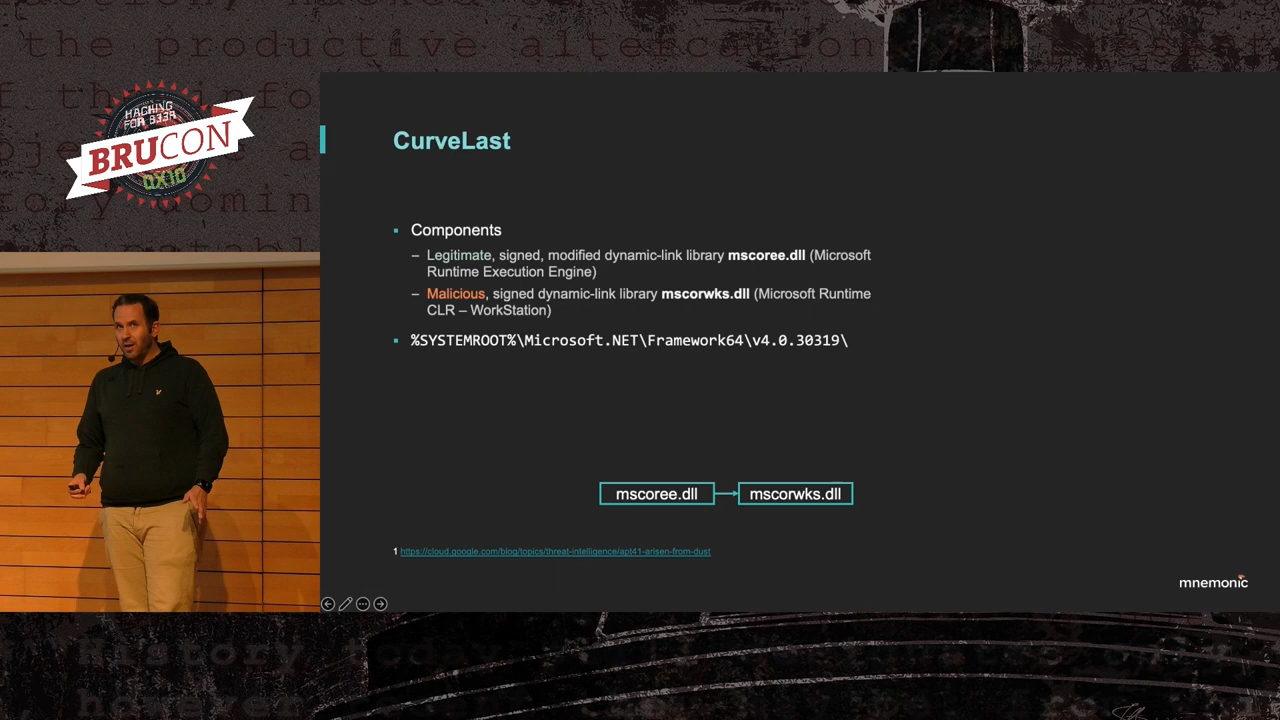 the productive altercation
HACKING
FOR B33R
BRUCON
0X10
CurveLast
▪ Components
– Legitimate, signed, modified dynamic-link library mscoree.dll (Microsoft
Runtime Execution Engine)
– Malicious, signed dynamic-link library mscorwks.dll (Microsoft Runtime
CLR – WorkStation)
▪ %SYSTEMROOT%\Microsoft.NET\Framework64\v4.0.30319\
mscoree.dll
mscorwks.dll
1 https://cloud.google.com/blog/topics/threat-intelligence/apt41-arisen-from-dust
mnemonic
History today
however